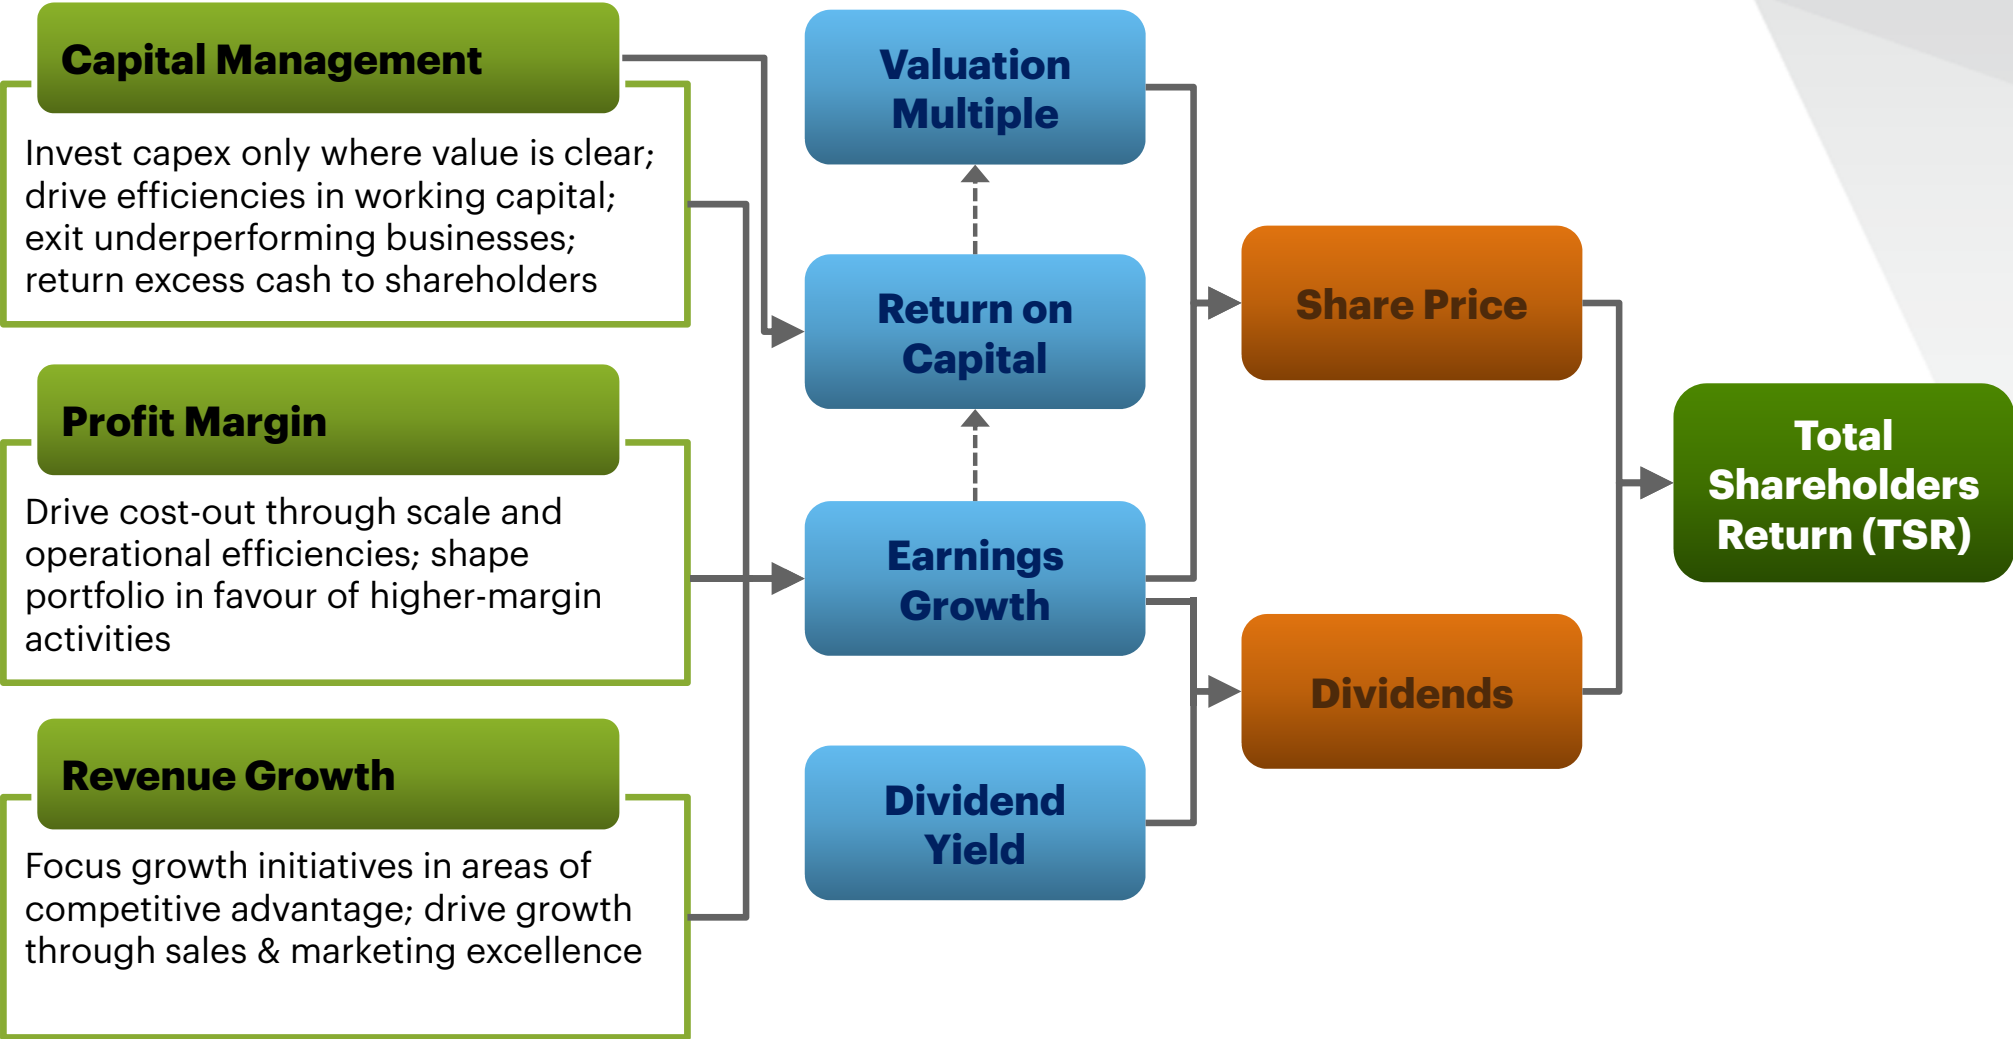 Capital Management
Invest capex only where value is clear;
drive efficiencies in working capital;
exit underperforming businesses;
return excess cash to shareholders
Profit Margin
Drive cost-out through scale and
operational efficiencies; shape
portfolio in favour of higher-margin
activities
Revenue Growth
Focus growth initiatives in areas of
competitive advantage; drive growth
through sales & marketing excellence
Valuation
Multiple
Return on
Capital
Earnings
Growth
Dividend
Yield
Share Price
Dividends
Total
Shareholders
Return (TSR)